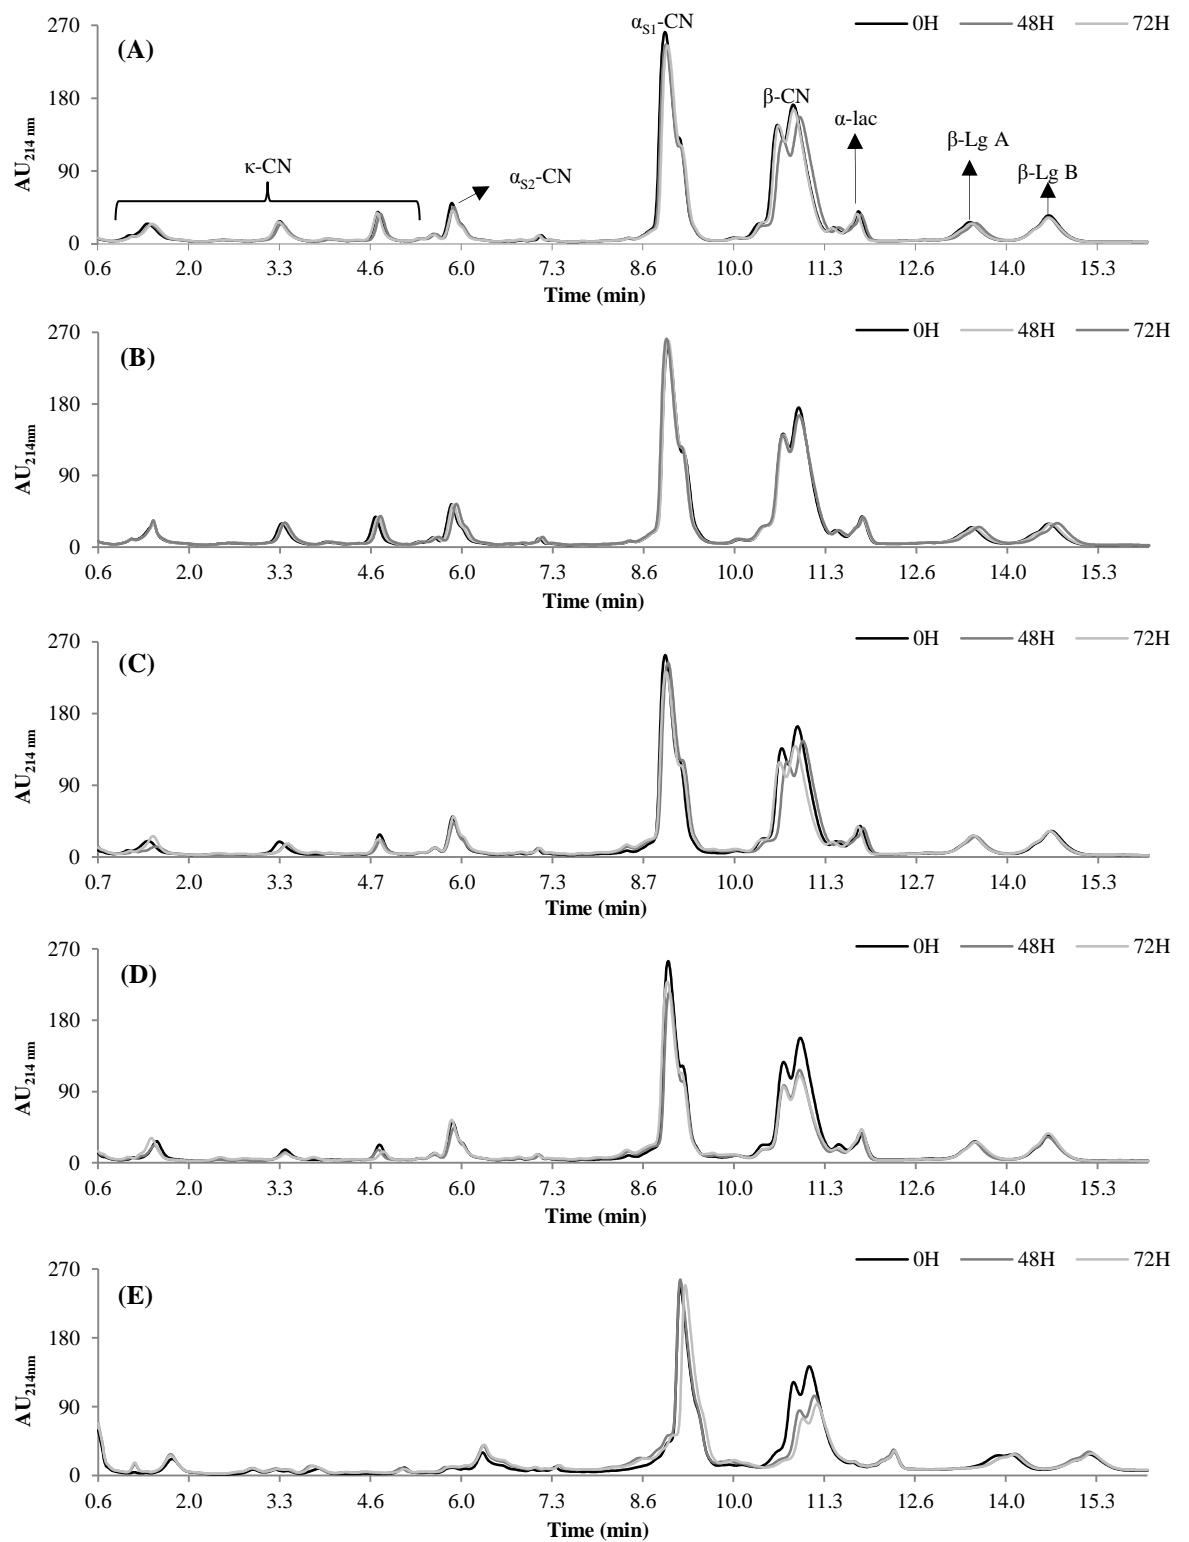 270 αS1-CN 0H 48H 72H
(A)
180 β-CN
α-lac
β-Lg A
AU214 nm 90 κ-CN αS2-CN β-Lg B
0
0.6 2.0 3.3 4.6 6.0 7.3 8.6 10.0 11.3 12.6 14.0 15.3
Time (min)
270 0H 48H 72H
(B)
180
AU214nm 90
0
0.6 2.0 3.3 4.6 6.0 7.3 8.6 10.0 11.3 12.6 14.0 15.3
Time (min)
270 0H 48H 72H
(C)
180
AU214 nm 90
0
0.7 2.0 3.3 4.7 6.0 7.3 8.7 10.0 11.3 12.7 14.0 15.3
Time (min)
270 0H 48H 72H
(D)
180
AU214 nm 90
0
0.6 2.0 3.3 4.6 6.0 7.3 8.6 10.0 11.3 12.6 14.0 15.3
Time (min)
270 0H 48H 72H
(E)
180
AU214nm 90
0
0.6 2.0 3.3 4.6 6.0 7.3 8.6 10.0 11.3 12.6 14.0 15.3
Time (min)